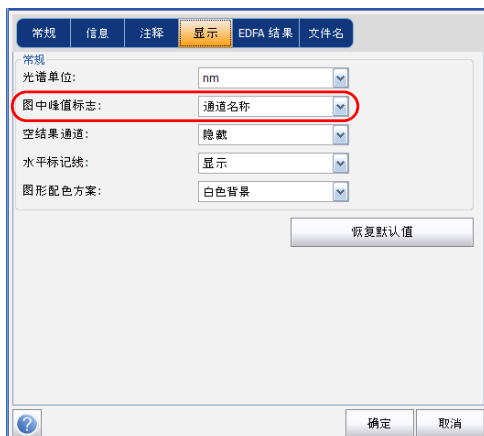 常规 信息 注释 显示 EDFA 结果 文件名
常规
光谱单位: nm
图中峰值标志: 通道名称
空结果通道: 隐藏
水平标记线: 显示
图形配色方案: 白色背景
恢复默认值
? 确定 取消